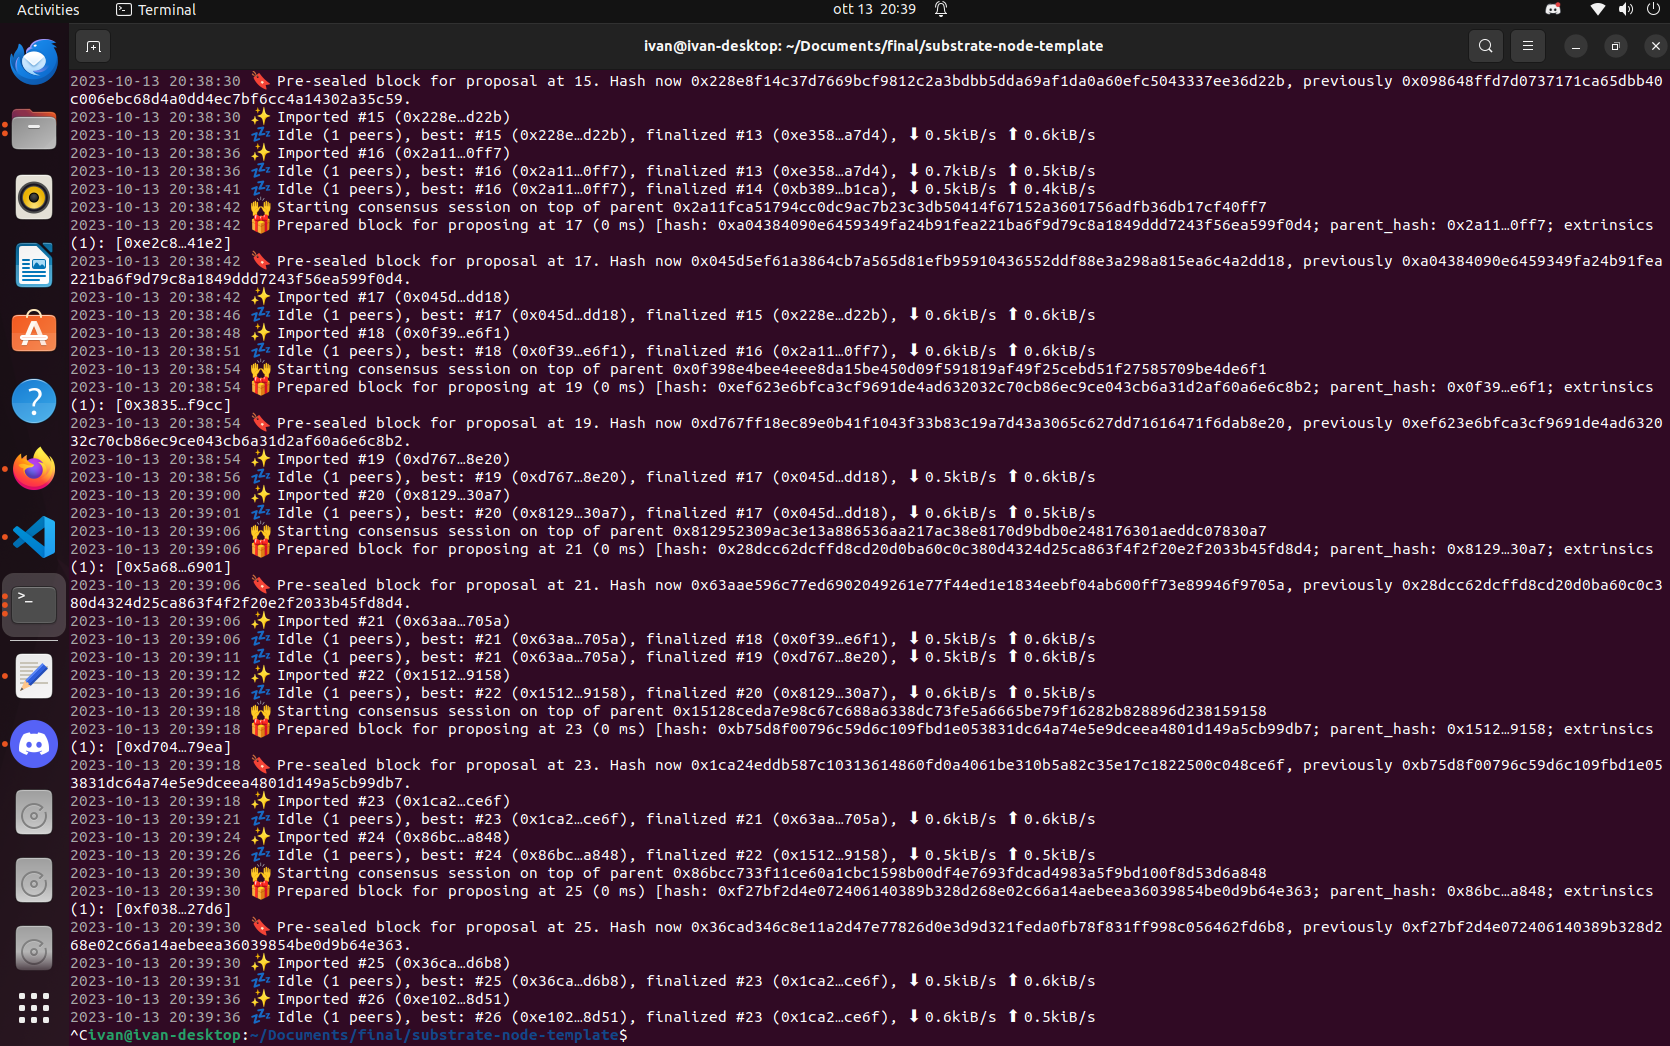 Activities
Terminal
ott 13 20:39
ivan@ivan-desktop: ~/Documents/final/substrate-node-template
2023-10-13 20:38:30 🔖 Pre-sealed block for proposal at 15. Hash now 0x228e8f14c37d7669bcf9812c2a3bdbb5dda69af1da0a60efc5043337ee36d22b, previously 0x098648ffd7d0737171ca65dbb40
c006ebc68d4a0dd4ec7bf6cc4a14302a35c59.
2023-10-13 20:38:30 ✨ Imported #15 (0x228e…d22b)
2023-10-13 20:38:31 💤 Idle (1 peers), best: #15 (0x228e…d22b), finalized #13 (0xe358…a7d4), ⬇ 0.5kiB/s ⬆ 0.6kiB/s
2023-10-13 20:38:36 ✨ Imported #16 (0x2a11…0ff7)
2023-10-13 20:38:36 💤 Idle (1 peers), best: #16 (0x2a11…0ff7), finalized #13 (0xe358…a7d4), ⬇ 0.7kiB/s ⬆ 0.5kiB/s
2023-10-13 20:38:41 💤 Idle (1 peers), best: #16 (0x2a11…0ff7), finalized #14 (0xb389…b1ca), ⬇ 0.5kiB/s ⬆ 0.4kiB/s
2023-10-13 20:38:42 🙌 Starting consensus session on top of parent 0x2a11fca51794cc0dc9ac7b23c3db50414f67152a3601756adfb36db17cf40ff7
2023-10-13 20:38:42 🎁 Prepared block for proposing at 17 (0 ms) [hash: 0xa04384090e6459349fa24b91fea221ba6f9d79c8a1849ddd7243f56ea599f0d4; parent_hash: 0x2a11…0ff7; extrinsics
(1): [0xe2c8…41e2]
2023-10-13 20:38:42 🔖 Pre-sealed block for proposal at 17. Hash now 0x045d5ef61a3864cb7a565d81efb95910436552ddf88e3a298a815ea6c4a2dd18, previously 0xa04384090e6459349fa24b91fea
221ba6f9d79c8a1849ddd7243f56ea599f0d4.
2023-10-13 20:38:42 ✨ Imported #17 (0x045d…dd18)
2023-10-13 20:38:46 💤 Idle (1 peers), best: #17 (0x045d…dd18), finalized #15 (0x228e…d22b), ⬇ 0.6kiB/s ⬆ 0.6kiB/s
2023-10-13 20:38:48 ✨ Imported #18 (0x0f39…e6f1)
2023-10-13 20:38:51 💤 Idle (1 peers), best: #18 (0x0f39…e6f1), finalized #16 (0x2a11…0ff7), ⬇ 0.6kiB/s ⬆ 0.6kiB/s
2023-10-13 20:38:54 🙌 Starting consensus session on top of parent 0x0f398e4bee4eee8da15be450d09f591819af49f25cebd51f27585709be4de6f1
2023-10-13 20:38:54 🎁 Prepared block for proposing at 19 (0 ms) [hash: 0xef623e6bfca3cf9691de4ad632032c70cb86ec9ce043cb6a31d2af60a6e6c8b2; parent_hash: 0x0f39…e6f1; extrinsics
(1): [0x3835…f9cc]
2023-10-13 20:38:54 🔖 Pre-sealed block for proposal at 19. Hash now 0xd767ff18ec89e0b41f1043f33b83c19a7d43a3065c627dd71616471f6dab8e20, previously 0xef623e6bfca3cf9691de4ad6320
32c70cb86ec9ce043cb6a31d2af60a6e6c8b2.
2023-10-13 20:38:54 ✨ Imported #19 (0xd767…8e20)
2023-10-13 20:38:56 💤 Idle (1 peers), best: #19 (0xd767…8e20), finalized #17 (0x045d…dd18), ⬇ 0.5kiB/s ⬆ 0.6kiB/s
2023-10-13 20:39:00 ✨ Imported #20 (0x8129…30a7)
2023-10-13 20:39:01 💤 Idle (1 peers), best: #20 (0x8129…30a7), finalized #17 (0x045d…dd18), ⬇ 0.6kiB/s ⬆ 0.5kiB/s
2023-10-13 20:39:06 🙌 Starting consensus session on top of parent 0x812952309ac3e13a886536aa217ac38e8170d9bdb0e248176301aeddc07830a7
2023-10-13 20:39:06 🎁 Prepared block for proposing at 21 (0 ms) [hash: 0x28dcc62dcffd8cd20d0ba60c0c380d4324d25ca863f4f2f20e2f2033b45fd8d4; parent_hash: 0x8129…30a7; extrinsics
(1): [0x5a68…6901]
2023-10-13 20:39:06 🔖 Pre-sealed block for proposal at 21. Hash now 0x63aae596c77ed6902049261e77f44ed1e1834eebf04ab600ff73e89946f9705a, previously 0x28dcc62dcffd8cd20d0ba60c0c3
80d4324d25ca863f4f2f20e2f2033b45fd8d4.
2023-10-13 20:39:06 ✨ Imported #21 (0x63aa…705a)
2023-10-13 20:39:06 💤 Idle (1 peers), best: #21 (0x63aa…705a), finalized #18 (0x0f39…e6f1), ⬇ 0.5kiB/s ⬆ 0.6kiB/s
2023-10-13 20:39:11 💤 Idle (1 peers), best: #21 (0x63aa…705a), finalized #19 (0xd767…8e20), ⬇ 0.5kiB/s ⬆ 0.6kiB/s
2023-10-13 20:39:12 ✨ Imported #22 (0x1512…9158)
2023-10-13 20:39:16 💤 Idle (1 peers), best: #22 (0x1512…9158), finalized #20 (0x8129…30a7), ⬇ 0.6kiB/s ⬆ 0.5kiB/s
2023-10-13 20:39:18 🙌 Starting consensus session on top of parent 0x15128ceda7e98c67c688a6338dc73fe5a6665be79f16282b828896d238159158
2023-10-13 20:39:18 🎁 Prepared block for proposing at 23 (0 ms) [hash: 0xb75d8f00796c59d6c109fbd1e053831dc64a74e5e9dceea4801d149a5cb99db7; parent_hash: 0x1512…9158; extrinsics
(1): [0xd704…79ea]
2023-10-13 20:39:18 🔖 Pre-sealed block for proposal at 23. Hash now 0x1ca24eddb587c10313614860fd0a4061be310b5a82c35e17c1822500c048ce6f, previously 0xb75d8f00796c59d6c109fbd1e05
3831dc64a74e5e9dceea4801d149a5cb99db7.
2023-10-13 20:39:18 ✨ Imported #23 (0x1ca2…ce6f)
2023-10-13 20:39:21 💤 Idle (1 peers), best: #23 (0x1ca2…ce6f), finalized #21 (0x63aa…705a), ⬇ 0.6kiB/s ⬆ 0.6kiB/s
2023-10-13 20:39:24 ✨ Imported #24 (0x86bc…a848)
2023-10-13 20:39:26 💤 Idle (1 peers), best: #24 (0x86bc…a848), finalized #22 (0x1512…9158), ⬇ 0.5kiB/s ⬆ 0.5kiB/s
2023-10-13 20:39:30 🙌 Starting consensus session on top of parent 0x86bcc733f11ce60a1cbc1598b00df4e7693fdcad4983a5f9bd100f8d53d6a848
2023-10-13 20:39:30 🎁 Prepared block for proposing at 25 (0 ms) [hash: 0xf27bf2d4e072406140389b328d268e02c66a14aebeea36039854be0d9b64e363; parent_hash: 0x86bc…a848; extrinsics
(1): [0xf038…27d6]
2023-10-13 20:39:30 🔖 Pre-sealed block for proposal at 25. Hash now 0x36cad346c8e11a2d47e77826d0e3d9d321feda0fb78f831ff998c056462fd6b8, previously 0xf27bf2d4e072406140389b328d2
68e02c66a14aebeea36039854be0d9b64e363.
2023-10-13 20:39:30 ✨ Imported #25 (0x36ca…d6b8)
2023-10-13 20:39:31 💤 Idle (1 peers), best: #25 (0x36ca…d6b8), finalized #23 (0x1ca2…ce6f), ⬇ 0.5kiB/s ⬆ 0.6kiB/s
2023-10-13 20:39:36 ✨ Imported #26 (0xe102…8d51)
2023-10-13 20:39:36 💤 Idle (1 peers), best: #26 (0xe102…8d51), finalized #23 (0x1ca2…ce6f), ⬇ 0.6kiB/s ⬆ 0.5kiB/s
^Civan@ivan-desktop:~/Documents/final/substrate-node-template$